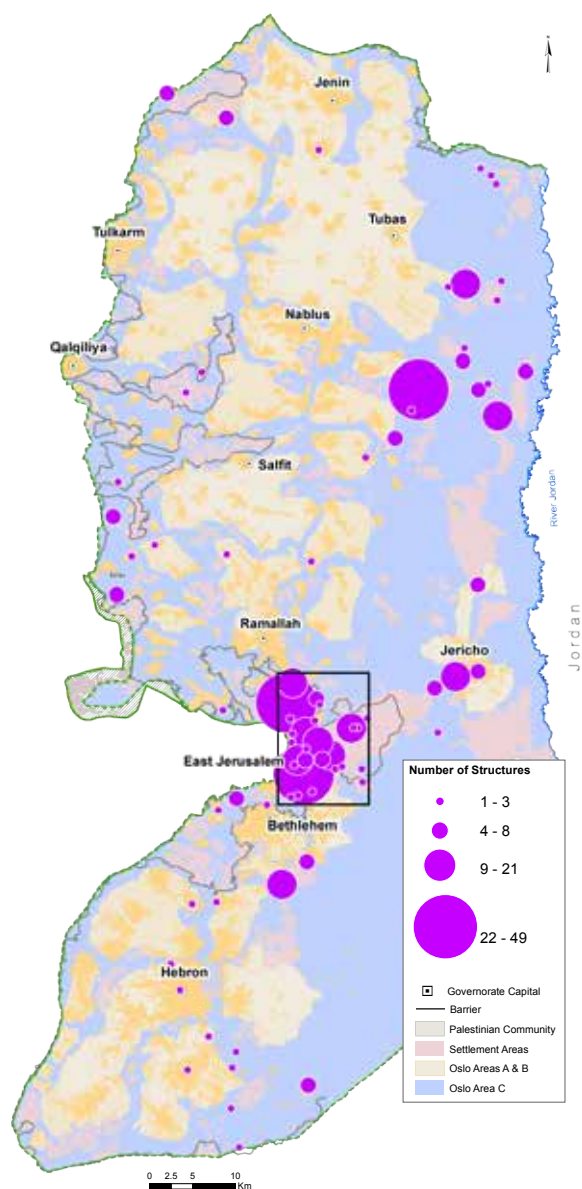 Jenin
Tubas
Tulkarm
Nablus
Qalqiliya
Salfit
River Jordan
Ramallah
Jericho
Jordan
East Jerusalem
Bethlehem
Hebron
Number of Structures
1 - 3
4 - 8
9 - 21
22 - 49
Governorate Capital
Barrier
Palestinian Community
Settlement Areas
Oslo Areas A & B
Oslo Area C
0 2.5 5 10
Km